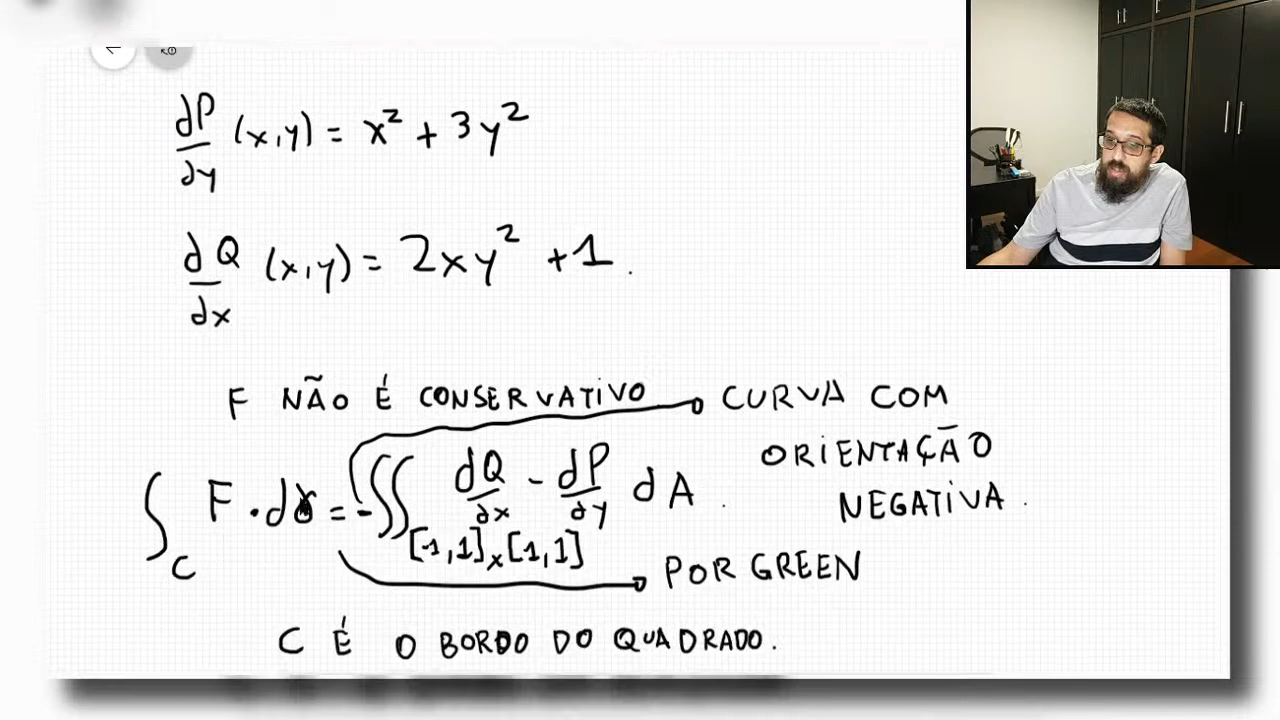 dP/dy (x,y) = x² + 3y²
dQ/dx (x,y) = 2xy² + 1.
F NÃO É CONSERVATIVO → CURVA COM
ORIENTAÇÃO
NEGATIVA.
∫_C F·dγ = -∬_{[-1,1]×[1,1]} dQ/dx - dP/dy dA.
POR GREEN
C É O BORDO DO QUADRADO.